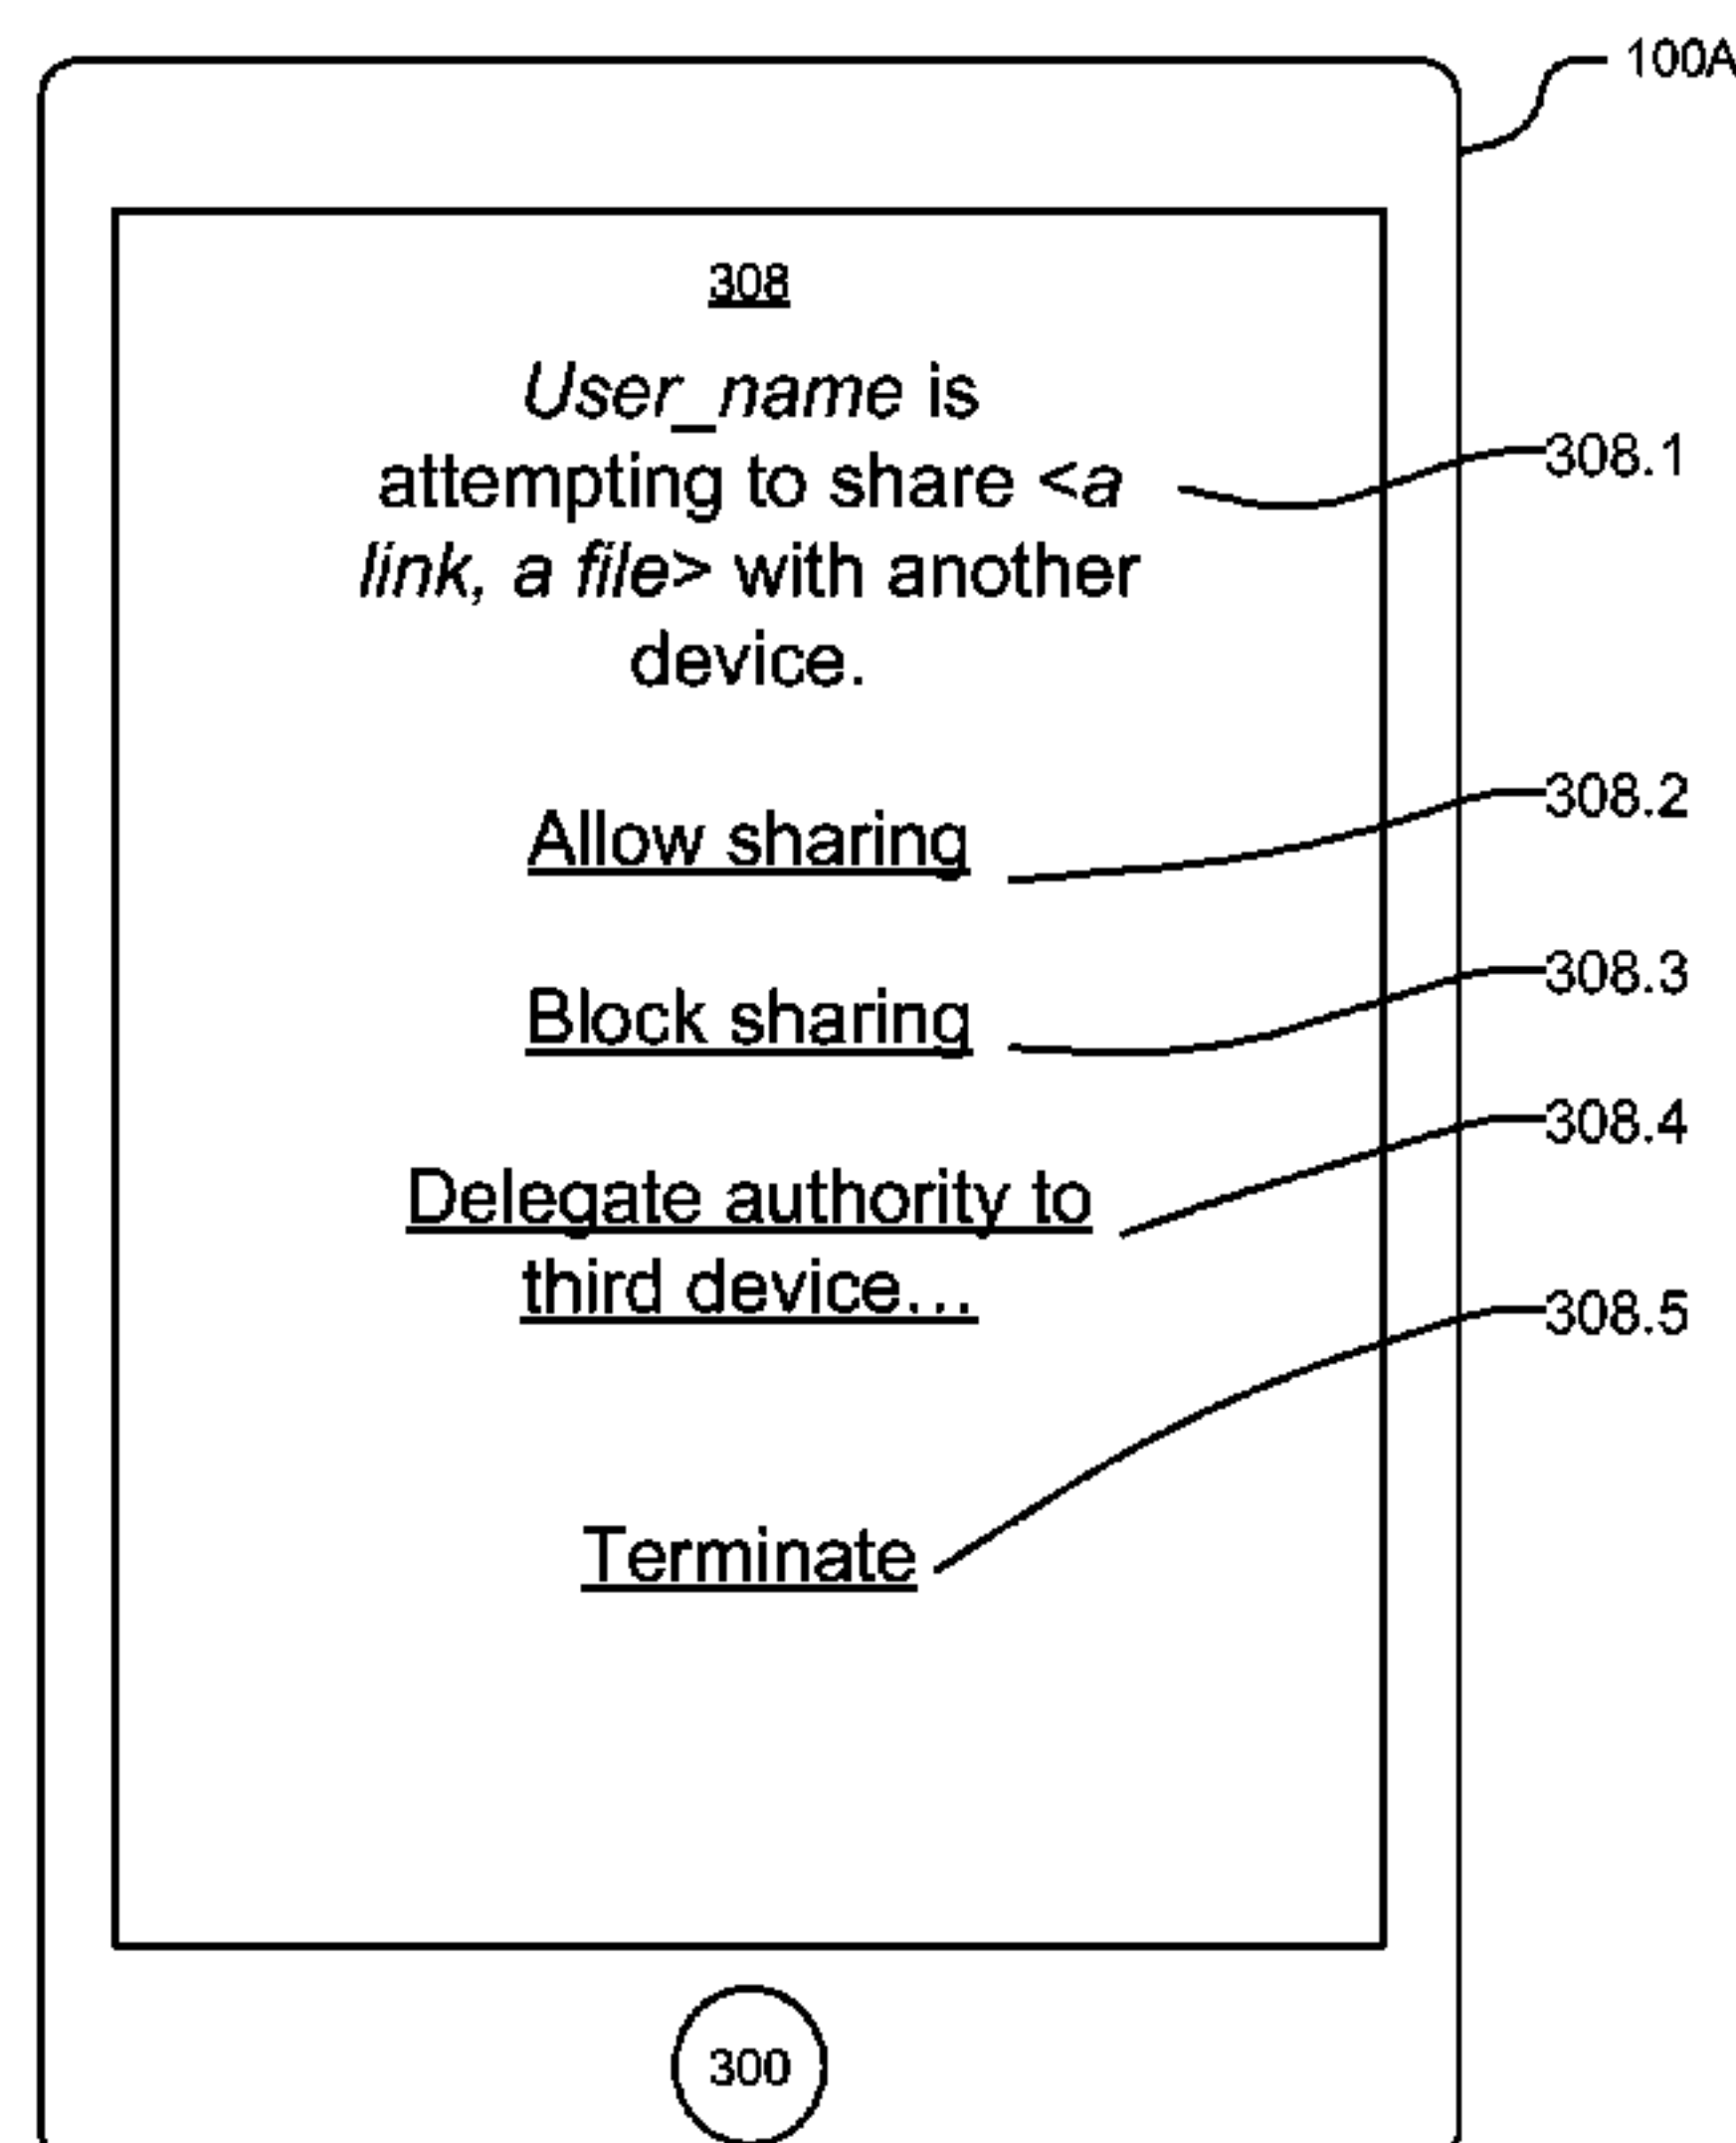 100A
308
User_name is
attempting to share <a
308.1
link, a file> with another
device.
308.2
Allow sharing
308.3
Block sharing
308.4
Delegate authority to
third device...
308.5
Terminate
300